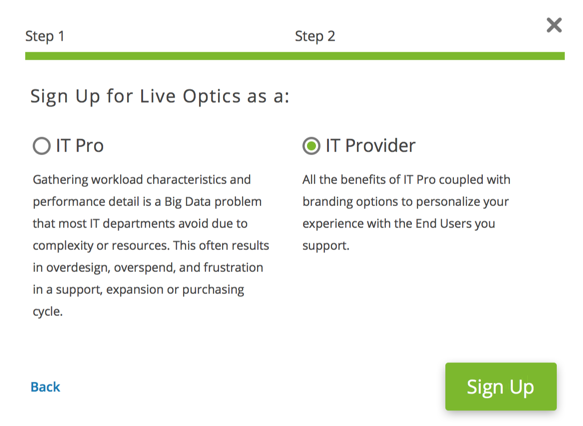 Step 1
Step 2
Sign Up for Live Optics as a:
IT Pro
Gathering workload characteristics and
performance detail is a Big Data problem
that most IT departments avoid due to
complexity or resources. This often results
in overdesign, overspend, and frustration
in a support, expansion or purchasing
cycle.
IT Provider
All the benefits of IT Pro coupled with
branding options to personalize your
experience with the End Users you
support.
Back
Sign Up